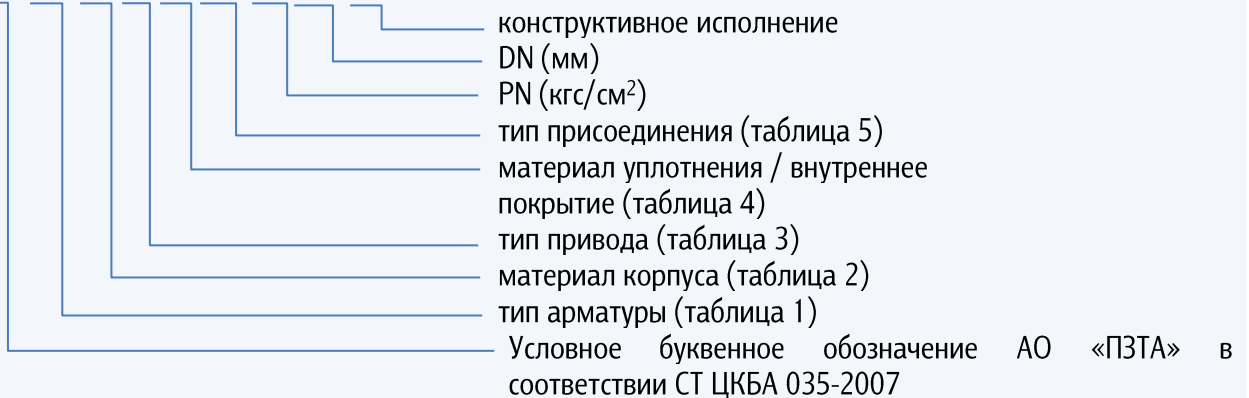 конструктивное исполнение
DN (мм)
PN (кгс/см²)
тип присоединения (таблица 5)
материал уплотнения / внутреннее
покрытие (таблица 4)
тип привода (таблица 3)
материал корпуса (таблица 2)
тип арматуры (таблица 1)
Условное буквенное обозначение АО «ПЗТА» в
соответствии СТ ЦКБА 035-2007